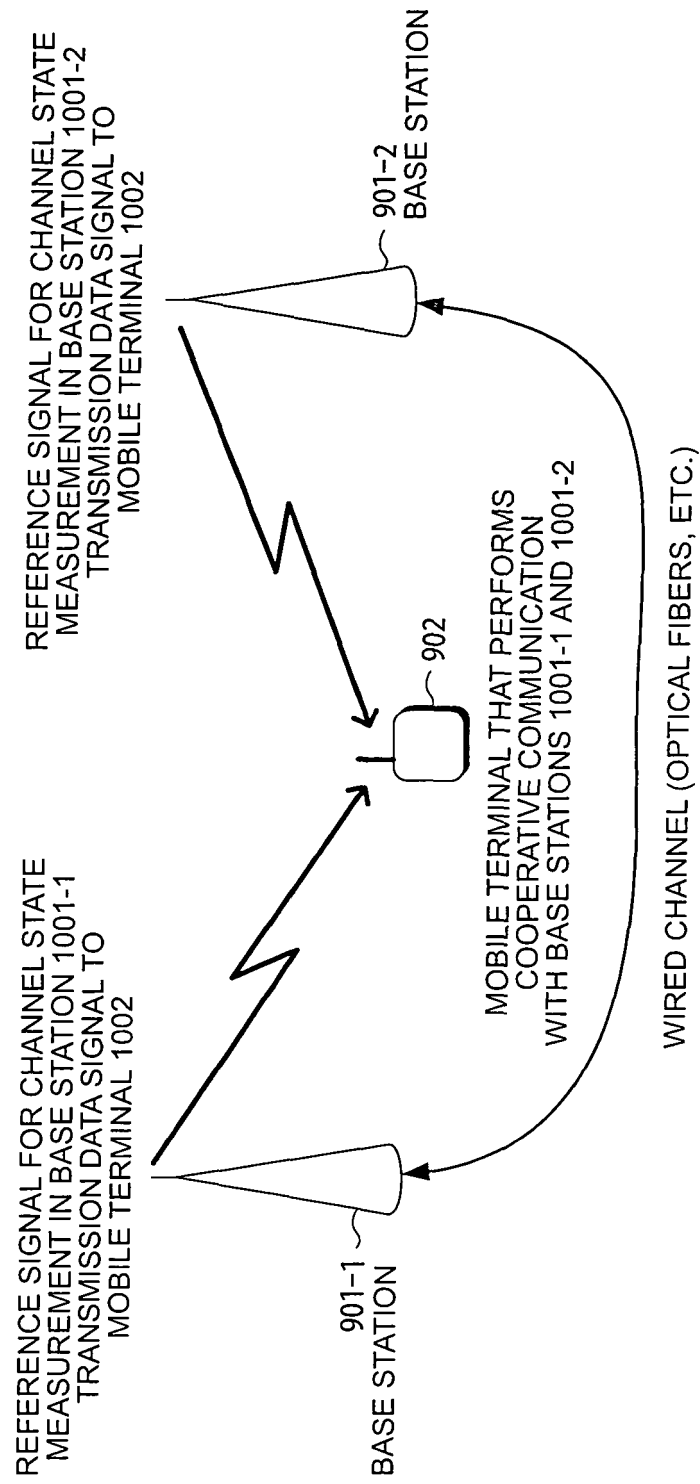 REFERENCE SIGNAL FOR CHANNEL STATE
MEASUREMENT IN BASE STATION 1001-1
TRANSMISSION DATA SIGNAL TO
MOBILE TERMINAL 1002
REFERENCE SIGNAL FOR CHANNEL STATE
MEASUREMENT IN BASE STATION 1001-2
TRANSMISSION DATA SIGNAL TO
MOBILE TERMINAL 1002
901-1
BASE STATION
901-2
BASE STATION
902
MOBILE TERMINAL THAT PERFORMS
COOPERATIVE COMMUNICATION
WITH BASE STATIONS 1001-1 AND 1001-2
WIRED CHANNEL (OPTICAL FIBERS, ETC.)